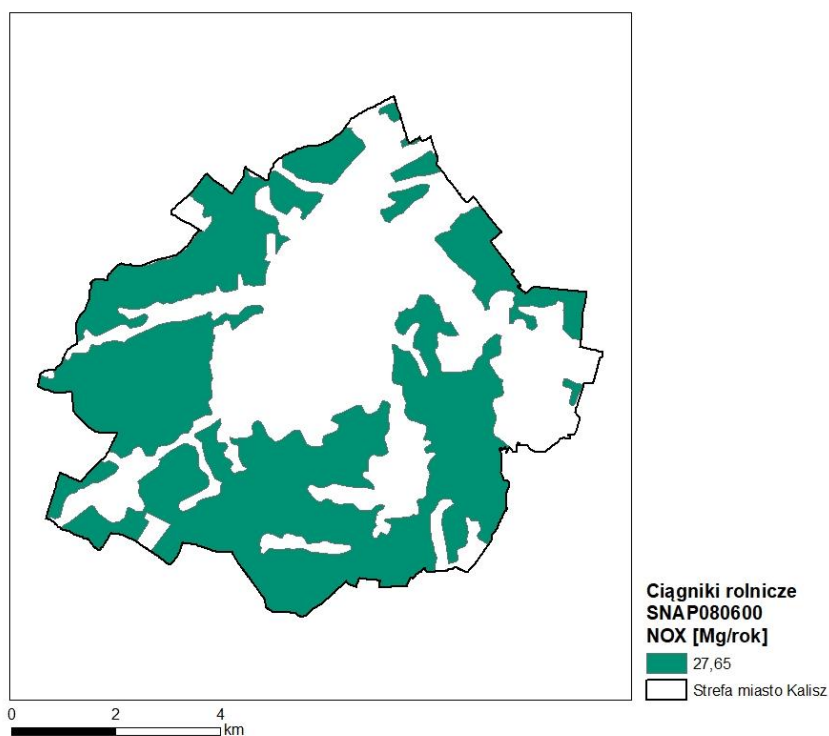 Ciągniki rolnicze
SNAP080600
NOX [Mg/rok]
27,65
Strefa miasto Kalisz
0 2 4
km